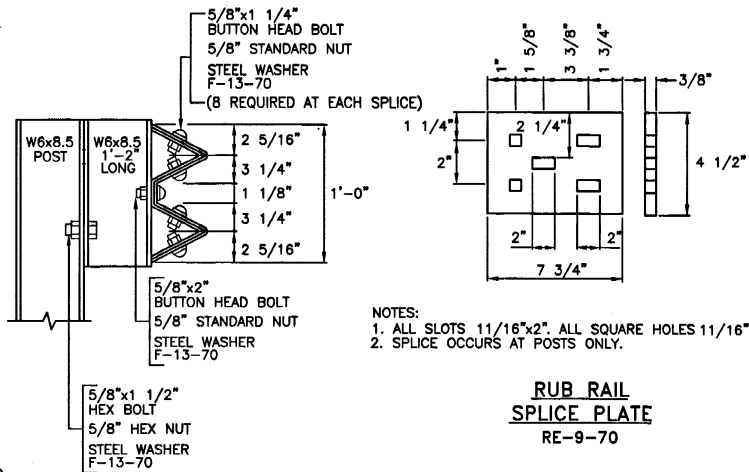 5/8"x1 1/4"
BUTTON HEAD BOLT
5/8" STANDARD NUT
STEEL WASHER
F-13-70
(8 REQUIRED AT EACH SPLICE)
W6x8.5
POST
W6x8.5
1'-2"
LONG
2 5/16"
3 1/4"
1 1/8"
3 1/4"
2 5/16"
1'-0"
5/8"x2"
BUTTON HEAD BOLT
5/8" STANDARD NUT
STEEL WASHER
F-13-70
5/8"x1 1/2"
HEX BOLT
5/8" HEX NUT
STEEL WASHER
F-13-70
1"
1 5/8"
3 3/8"
1 3/4"
3/8"
1 1/4"
2 1/4"
2"
4 1/2"
2"
2"
7 3/4"
NOTES:
1. ALL SLOTS 11/16"x2". ALL SQUARE HOLES 11/16"
2. SPLICE OCCURS AT POSTS ONLY.
RUB RAIL
SPLICE PLATE
RE-9-70